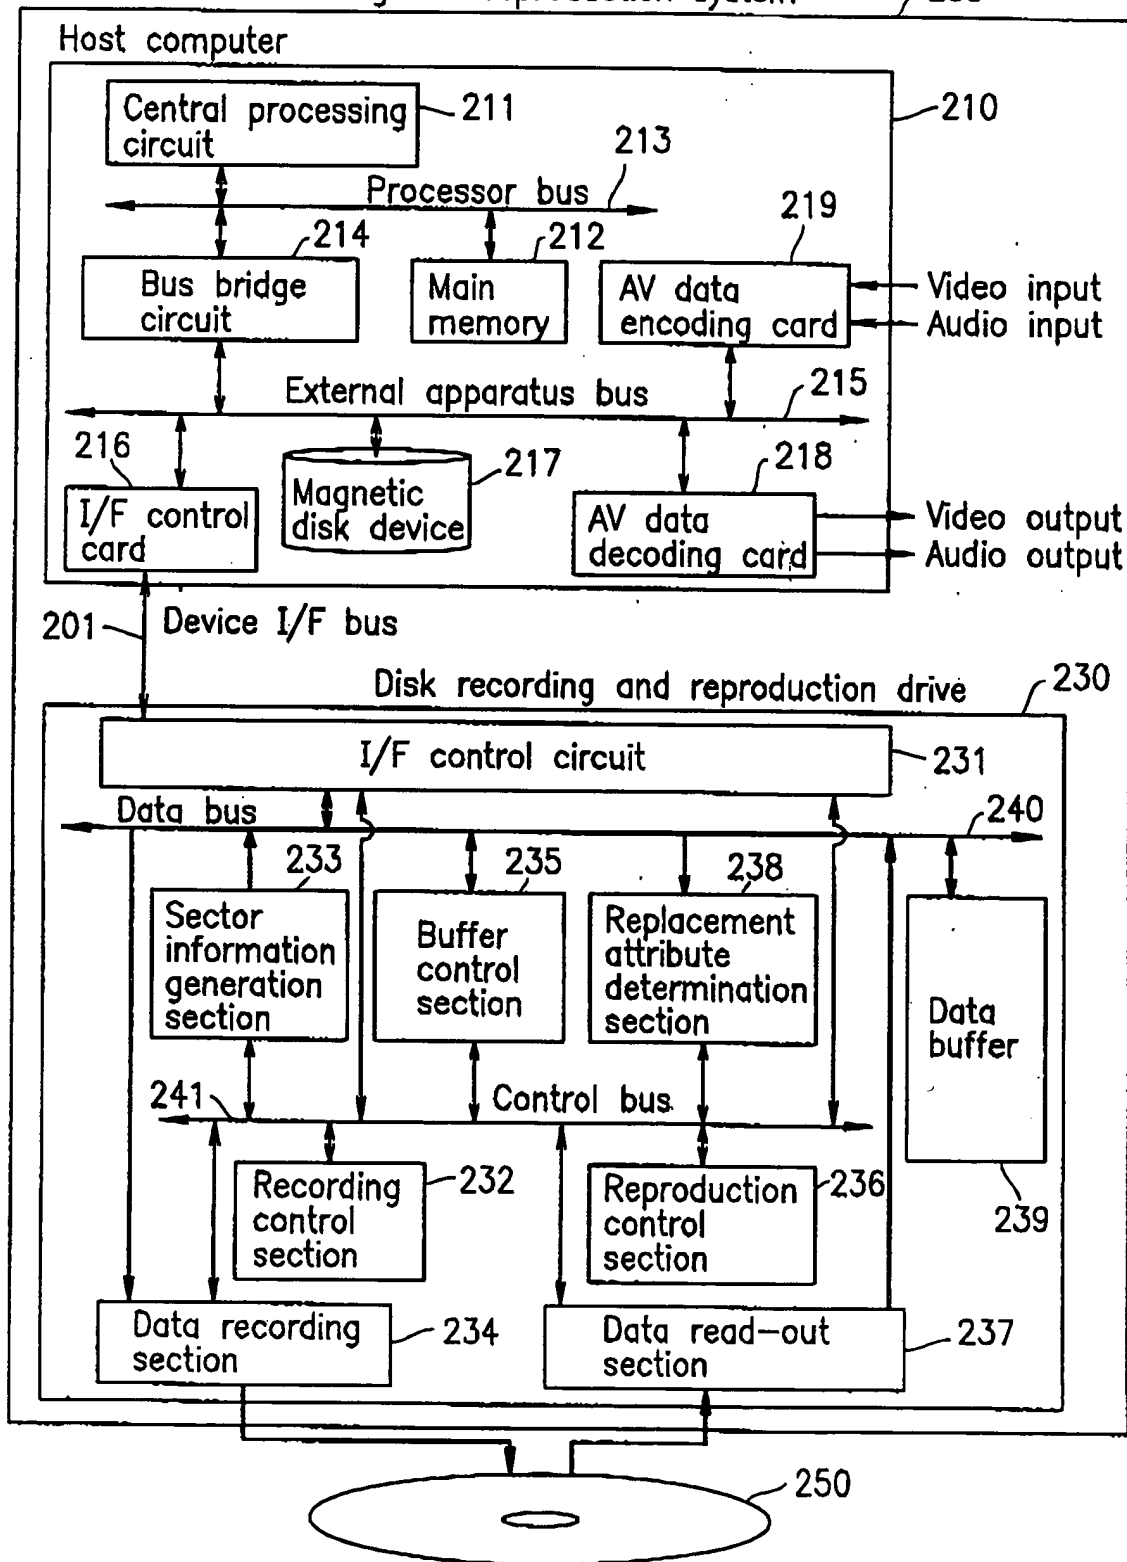 Host computer
Central processing
circuit
211
210
213
Processor bus
214
212
219
Bus bridge
circuit
Main
memory
AV data
encoding card
Video input
Audio input
External apparatus bus
215
216
217
218
I/F control
card
Magnetic
disk device
AV data
decoding card
Video output
Audio output
201
Device I/F bus
Disk recording and reproduction drive
230
I/F control circuit
231
Data bus
240
233
235
238
Sector
information
generation
section
Buffer
control
section
Replacement
attribute
determination
section
Data
buffer
241
Control bus
Recording
control
section
232
Reproduction
control
section
236
239
Data recording
section
234
Data read-out
section
237
250